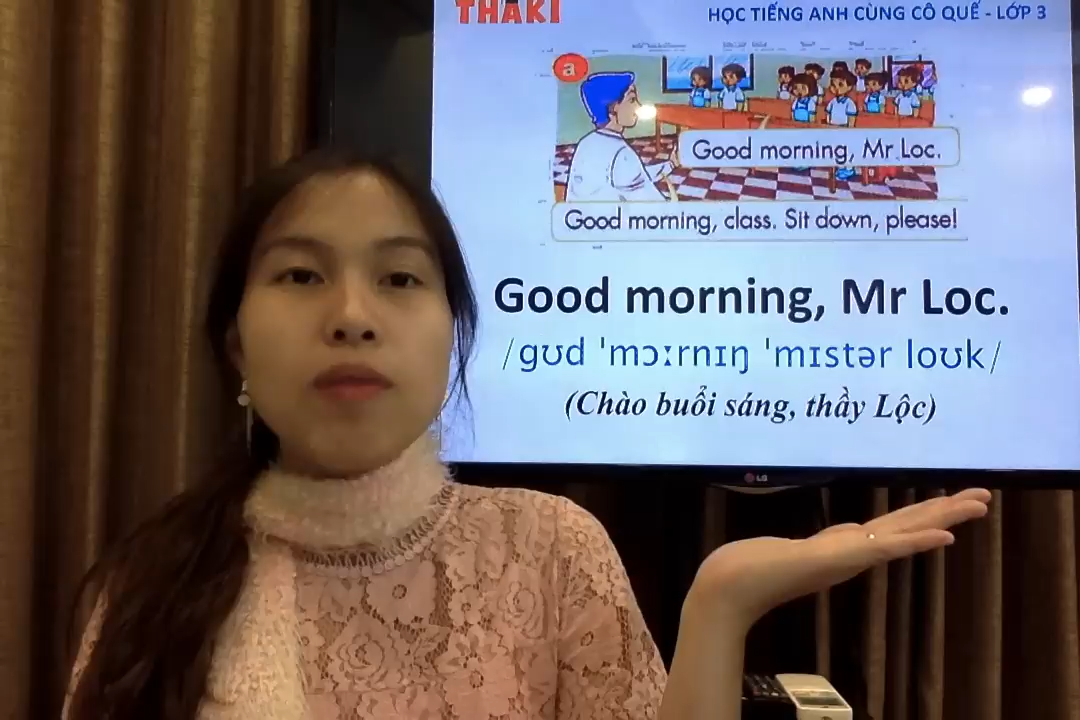 THAKI
HỌC TIẾNG ANH CÙNG CÔ QUẾ - LỚP 3
a
Good morning, Mr Loc.
Good morning, class. Sit down, please!
Good morning, Mr Loc.
/gʊd ˈmɔːrnɪŋ ˈmɪstər loʊk/
(Chào buổi sáng, thầy Lộc)
LG